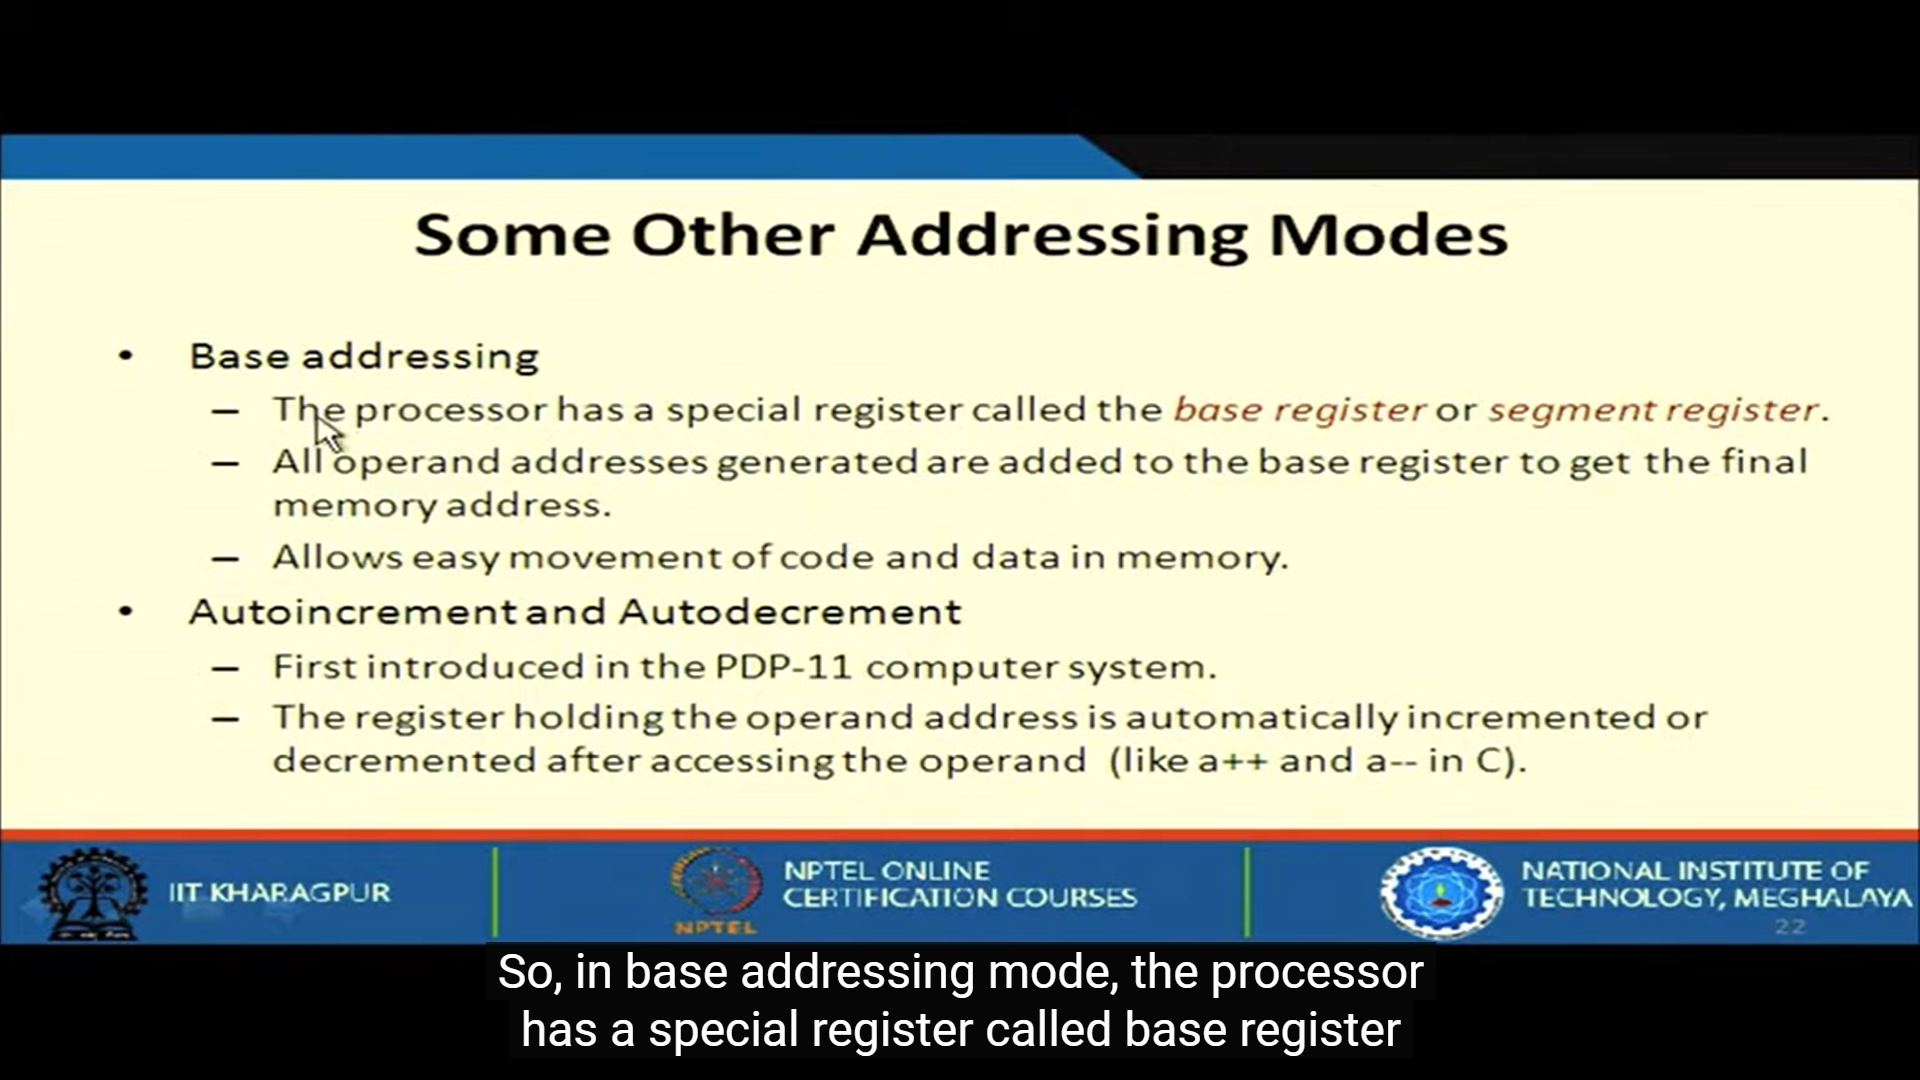 Some Other Addressing Modes
• Base addressing
– The processor has a special register called the base register or segment register.
– All operand addresses generated are added to the base register to get the final
memory address.
– Allows easy movement of code and data in memory.
• Autoincrement and Autodecrement
– First introduced in the PDP-11 computer system.
– The register holding the operand address is automatically incremented or
decremented after accessing the operand (like a++ and a-- in C).
IIT KHARAGPUR
NPTEL
NPTEL ONLINE
CERTIFICATION COURSES
NATIONAL INSTITUTE OF
TECHNOLOGY, MEGHALAYA
22
So, in base addressing mode, the processor
has a special register called base register